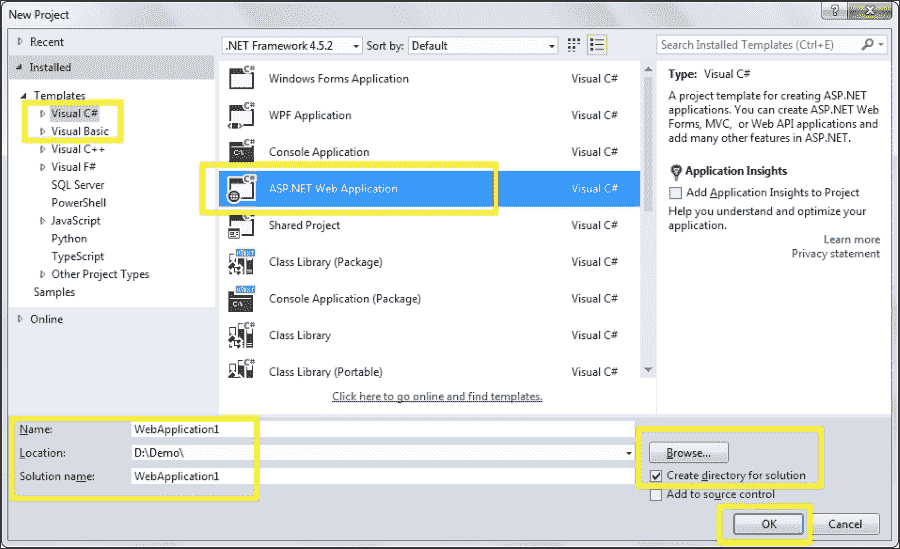 New Project
Recent
Installed
Templates
Visual C#
Visual Basic
Visual C++
Visual F#
SQL Server
PowerShell
JavaScript
Python
TypeScript
Other Project Types
Samples
Online
.NET Framework 4.5.2 Sort by: Default
Windows Forms Application Visual C#
WPF Application Visual C#
Console Application Visual C#
ASP.NET Web Application Visual C#
Shared Project Visual C#
Class Library (Package) Visual C#
Console Application (Package) Visual C#
Class Library Visual C#
Class Library (Portable) Visual C#
Click here to go online and find templates.
Search Installed Templates (Ctrl+E)
Type: Visual C#
A project template for creating ASP.NET
applications. You can create ASP.NET Web
Forms, MVC, or Web API applications and
add many other features in ASP.NET.
Application Insights
Add Application Insights to Project
Help you understand and optimize your
application.
Learn more
Privacy statement
Name: WebApplication1
Location: D:\Demo\
Solution name: WebApplication1
Browse...
Create directory for solution
Add to source control
OK Cancel